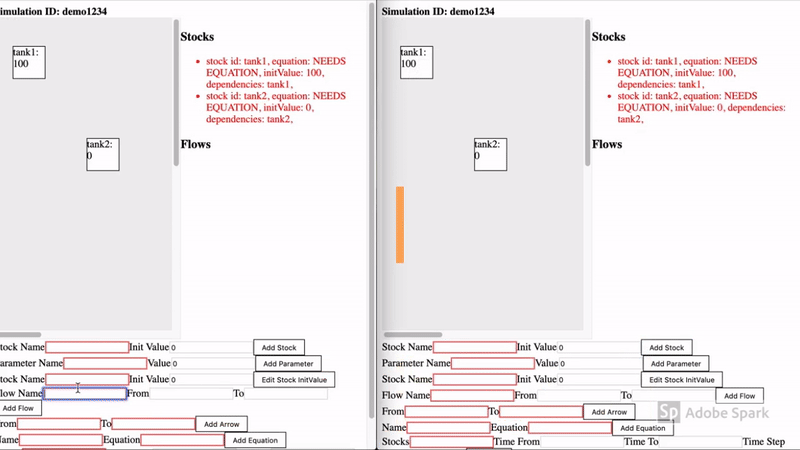 imulation ID: demo1234
tank1:
100
tank2:
0
Stocks
stock id: tank1, equation: NEEDS
EQUATION, initValue: 100,
dependencies: tank1,
stock id: tank2, equation: NEEDS
EQUATION, initValue: 0,
dependencies: tank2,
Flows
tock Name Init Value 0 Add Stock
arameter Name Value 0 Add Parameter
tock Name Init Value 0 Edit Stock InitValue
low Name From To
Add Flow
rom To Add Arrow
Name Equation Add Equation
Simulation ID: demo1234
tank1:
100
tank2:
0
Stocks
stock id: tank1, equation: NEEDS
EQUATION, initValue: 100,
dependencies: tank1,
stock id: tank2, equation: NEEDS
EQUATION, initValue: 0, dependencies:
tank2,
Flows
Stock Name Init Value 0 Add Stock
Parameter Name Value 0 Add Parameter
Stock Name Init Value 0 Edit Stock InitValue
Flow Name From To Add Flow
From To Add Arrow
Name Equation Add Equation
Stocks Time From Time To Time Step
Sp Adobe Spark